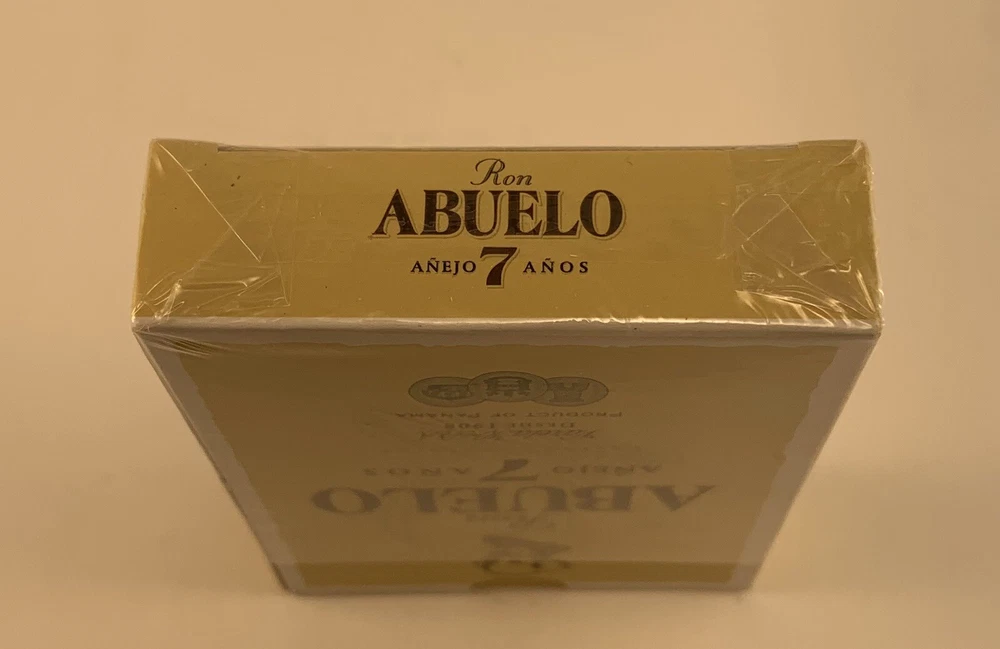 Ron
ABUELO
AÑEJO 7 AÑOS
PRODUCT OF PANAMA
DESDE 1908
AÑEJO 7 AÑOS
ABUELO